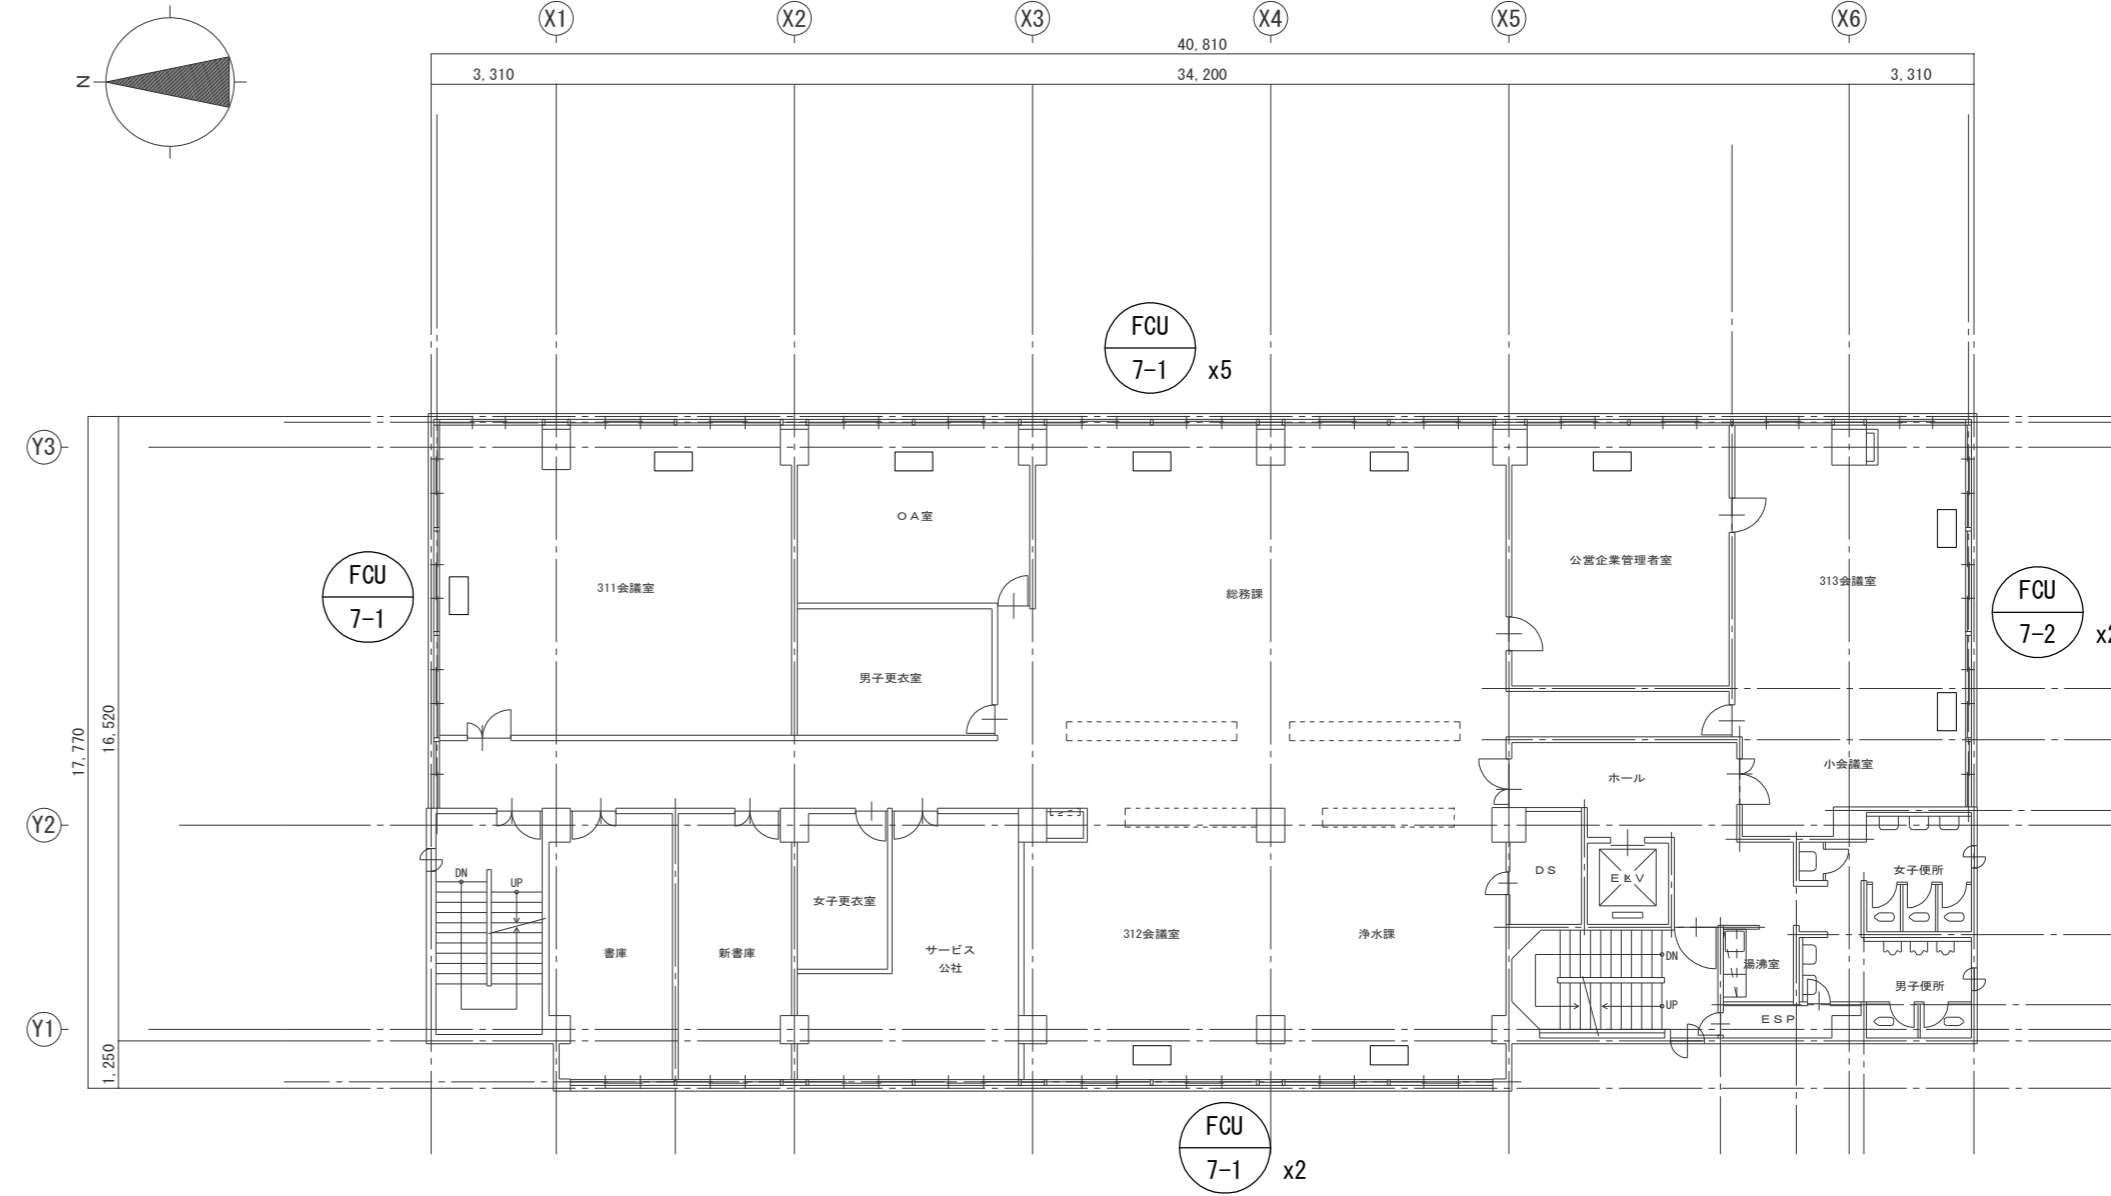 X1
X2
X3
X4
X5
X6
40,810
3,310
34,200
3,310
N
FCU
7-1
x5
Y3
OA室
公営企業管理者室
FCU
7-1
311会議室
総務課
313会議室
FCU
7-2
男子更衣室
16,520
17,770
ホール
小会議室
Y2
DN
UP
女子更衣室
DS
ELV
女子便所
書庫
新書庫
サービス
公社
312会議室
浄水課
DN
湯沸室
男子便所
UP
ESP
Y1
1,250
FCU
7-1
x2